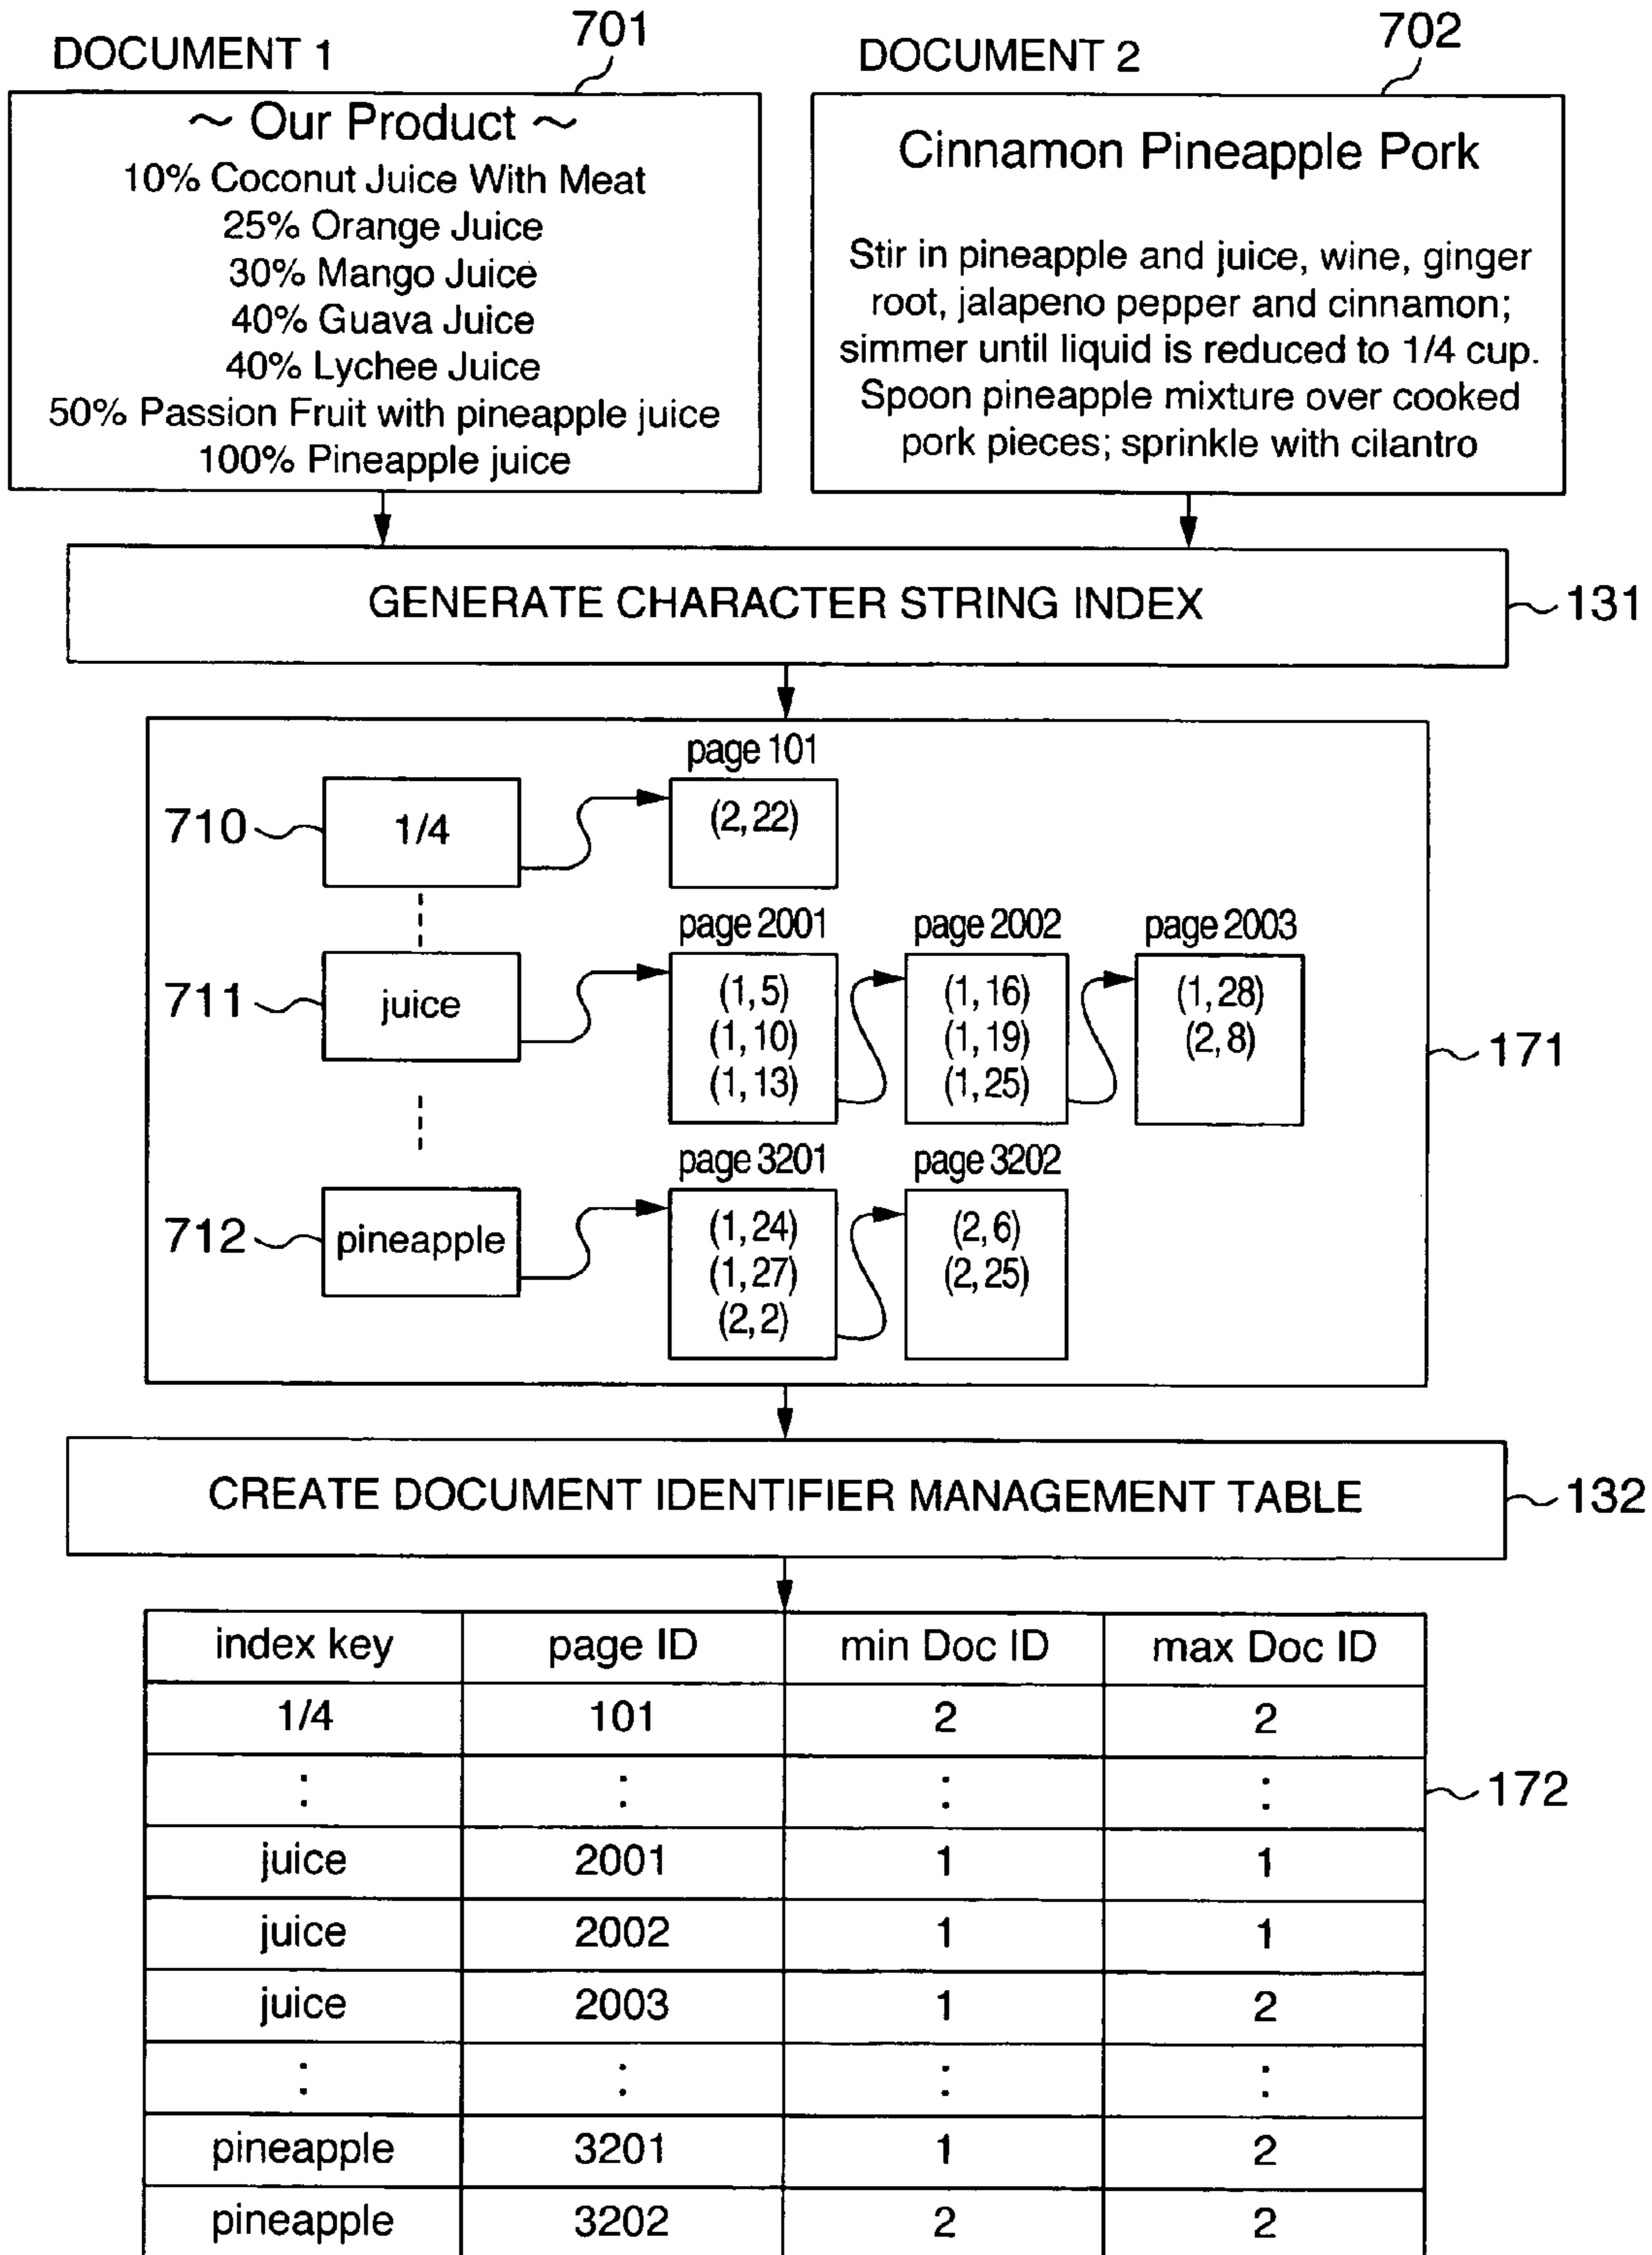 DOCUMENT 1
701
~ Our Product ~
10% Coconut Juice With Meat
25% Orange Juice
30% Mango Juice
40% Guava Juice
40% Lychee Juice
50% Passion Fruit with pineapple juice
100% Pineapple juice
DOCUMENT 2
702
Cinnamon Pineapple Pork
Stir in pineapple and juice, wine, ginger
root, jalapeno pepper and cinnamon;
simmer until liquid is reduced to 1/4 cup.
Spoon pineapple mixture over cooked
pork pieces; sprinkle with cilantro
GENERATE CHARACTER STRING INDEX
131
page 101
710
1/4
(2,22)
page 2001 page 2002 page 2003
711
juice
(1,5) (1,16) (1,28)
(1,10) (1,19) (2,8)
(1,13) (1,25)
171
page 3201 page 3202
712
pineapple
(1,24) (2,6)
(1,27) (2,25)
(2,2)
CREATE DOCUMENT IDENTIFIER MANAGEMENT TABLE
132
index key page ID min Doc ID max Doc ID
1/4 101 2 2
: : : :
172
juice 2001 1 1
juice 2002 1 1
juice 2003 1 2
: : : :
pineapple 3201 1 2
pineapple 3202 2 2